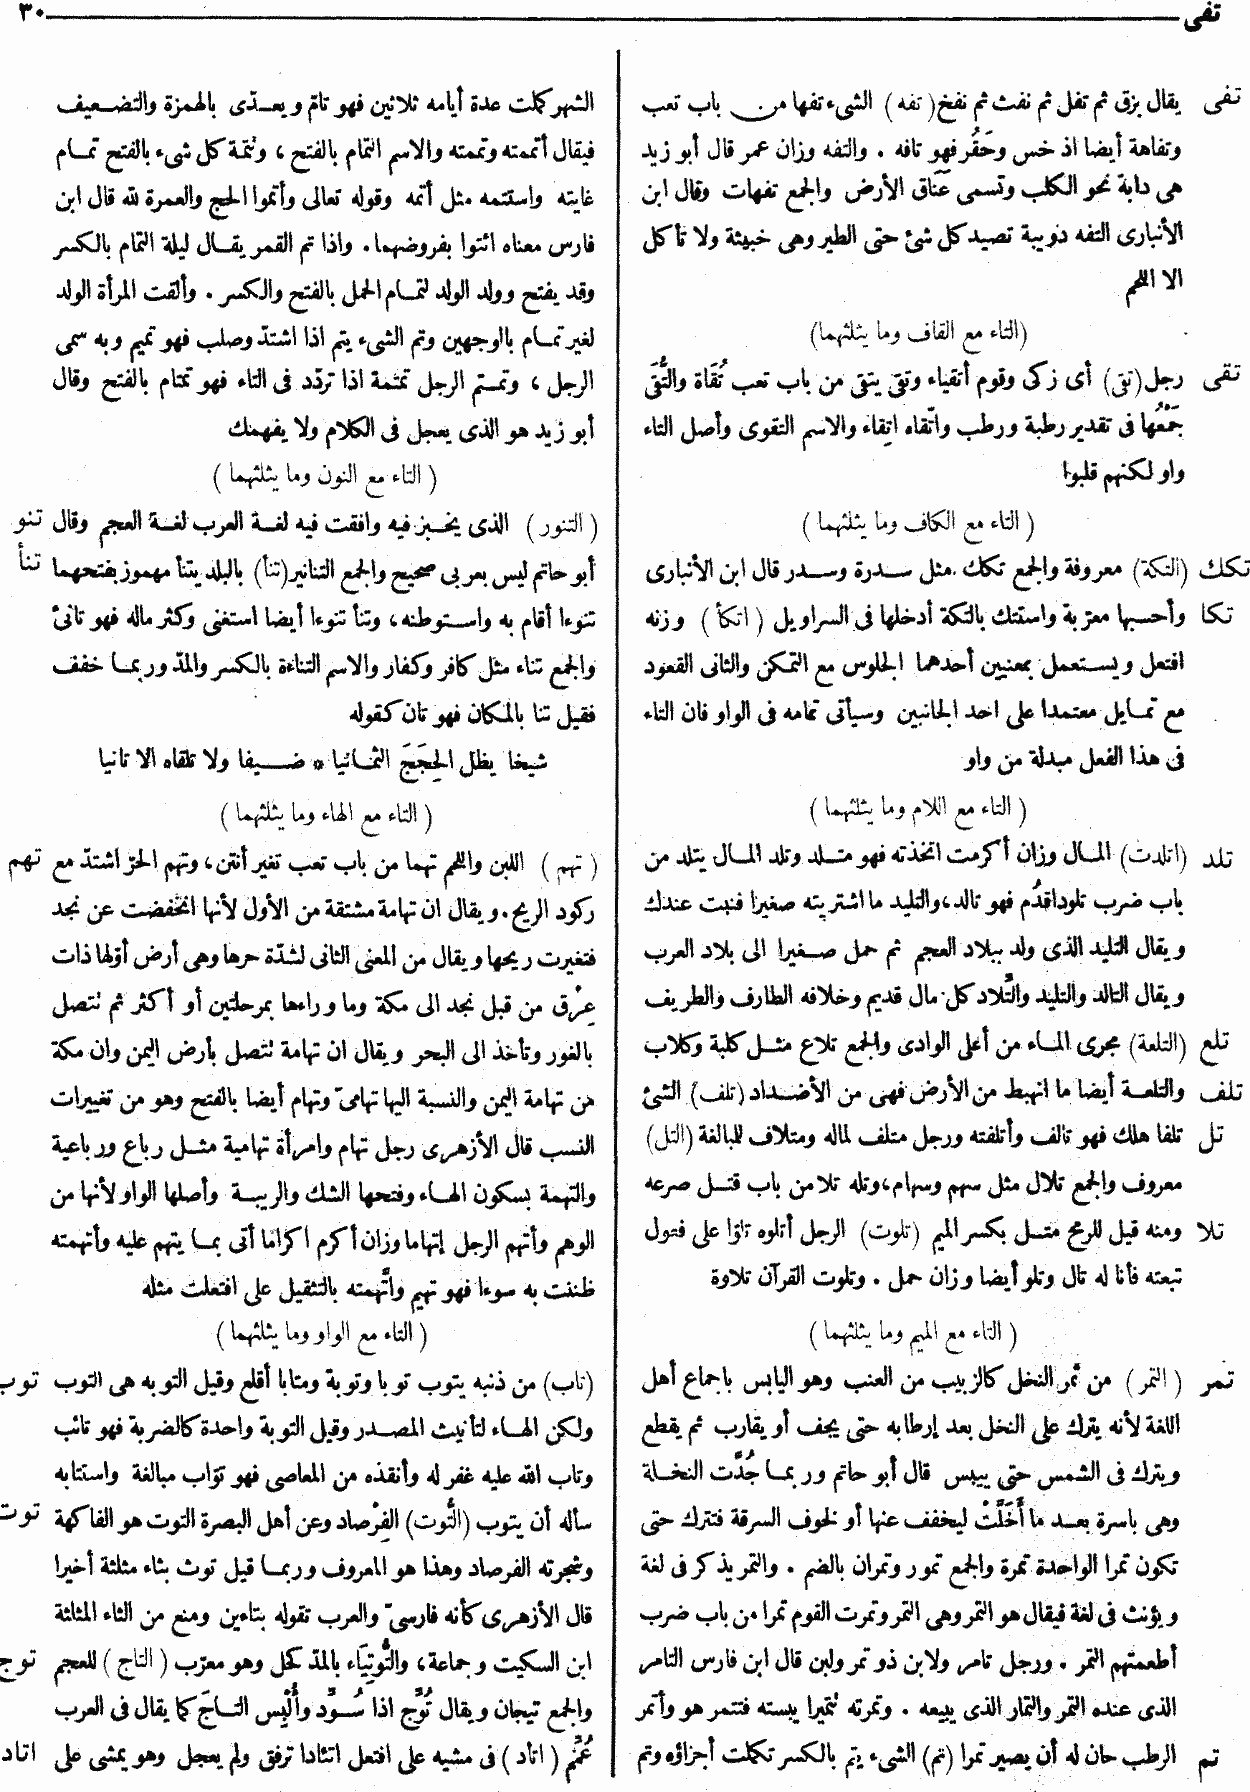 تفى
٣٠
تفى
يقال بزق ثم تفل ثم نفث ثم نفخ (تفه) الشىء تفها من باب تعب
وتفاهة أيضا اذ خس وحَقُر فهو تافه . والتفه وزان عمر قال أبو زيد
هى دابة نحو الكلب وتسمى عَنَاق الأرض والجمع تفهات وقال ابن
الأنبارى التفه دويبة تصيد كل شئ حتى الطير وهى خبيثة ولا تأكل
الا اللحم
(التاء مع القاف وما يثلثهما)
تقى
رجل (تقى) أى زكى وقوم أتقياء وتقى يتقى من باب تعب تُقَاة والتُّقَى
جَمْعُها فى تقدير رطبة ورطب واتّقاه اتقاء والاسم التقوى وأصل التاء
واو لكنهم قلبوا
(التاء مع الكاف وما يثلثهما)
تكك
(التكة) معروفة والجمع تكك مثل سدرة وسدر قال ابن الأنبارى
تكا
وأحسبها معرّبة واستتك بالتكة أدخلها فى السراويل (اتكأ) وزنه
افتعل ويستعمل بمعنيين أحدهما الجلوس مع التمكن والثانى القعود
مع تمايل معتمدا على احد الجانبين وسيأتى تمامه فى الواو فان التاء
فى هذا الفعل مبدلة من واو
(التاء مع اللام وما يثلثهما)
تلد
(اتلدت) المال وزان أكرمت اتخذته فهو متلد وتلد المال يتلد من
باب ضرب تلودا قدُم فهو تالد، والتليد ما اشتريته صغيرا فنبت عندك
ويقال التليد الذى ولد ببلاد العجم ثم حمل صغيرا الى بلاد العرب
ويقال التالد والتليد والتِّلاد كل مال قديم وخلافه الطارف والطريف
تلع
(التلعة) مجرى الماء من أعلى الوادى والجمع تلاع مثل كلبة وكلاب
تلف
والتلعة أيضا ما انهبط من الأرض فهى من الأضداد (تلف) الشئ
تل
تلفا هلك فهو تالف وأتلفته ورجل متلف لماله ومتلاف للبالغة (التل)
معروف والجمع تلال مثل سهم وسهام، وتله تلا من باب قتل صرعه
تلا
ومنه قيل للرمح متل بكسر الميم (تلوت) الرجل أتلوه تلوّا على فعول
تبعته فأنا له تال وتلو أيضا وزان حمل . وتلوت القرآن تلاوة
(التاء مع الميم وما يثلثهما)
تمر
(التمر) من ثمر النخل كالزبيب من العنب وهو اليابس باجماع أهل
اللغة لأنه يترك على النخل بعد إرطابه حتى يجف أو يقارب ثم يقطع
ويترك فى الشمس حتى ييبس قال أبو حاتم وربما جُدَّت النخلة
وهى باسرة بعد ما أَخَلَّتْ ليخفف عنها أو لخوف السرقة فتترك حتى
تكون تمرا الواحدة تمرة والجمع تمور وتمران بالضم . والتمر يذكر فى لغة
ويؤنث فى لغة فيقال هو التمر وهى التمر وتمرت القوم تمرا من باب ضرب
أطعمتهم التمر . ورجل تامر ولابن ذو تمر ولبن قال ابن فارس التامر
الذى عنده التمر والتمار الذى يبيعه . وتمرته تتميرا يبسته فتتمر هو وأتمر
تم
الرطب حان له أن يصير تمرا (تم) الشىء يتم بالكسر تكملت أجزاؤه وتم
الشهر كملت عدة أيامه ثلاثين فهو تامّ ويعدّى بالهمزة والتضعيف
فيقال أتممته وتممته والاسم التمام بالفتح ، وتتمة كل شىء بالفتح تمام
غايته واستتمه مثل أتمه وقوله تعالى وأتموا الحج والعمرة لله قال ابن
فارس معناه ائتوا بفروضهما. واذا تم القمر يقال ليلة التمام بالكسر
وقد يفتح وولد الولد لتمام الحمل بالفتح والكسر . وألقت المرأة الولد
لغير تمام بالوجهين وتم الشىء يتم اذا اشتدّ وصلب فهو تميم وبه سمى
الرجل ، وتمتم الرجل تمتمة اذا تردّد فى التاء فهو تمتام بالفتح وقال
أبو زيد هو الذى يعجل فى الكلام ولا يفهمك
(التاء مع النون وما يثلثهما)
تنو
(التنور) الذى يخبز فيه وافقت فيه لغة العرب لغة العجم وقال
تنأ
أبو حاتم ليس بعربى صحيح والجمع التنانير (تنأ) بالبلد يتنأ مهموز بفتحهما
تنوءا أقام به واستوطنه، وتنأ تنوءا أيضا استغنى وكثر ماله فهو تانئ
والجمع تناء مثل كافر وكفار والاسم التناءة بالكسر والمدّ وربما خفف
فقيل تنا بالمكان فهو تان كقوله
شيخا يظل الحِجَجَ الثمانيا * ضيفا ولا تلقاه الا تانيا
(التاء مع الهاء وما يثلثهما)
تهم
(تهم) اللبن واللحم تهما من باب تعب تغير أنتن، وتهم الحرّ اشتدّ مع
ركود الريح. ويقال ان تهامة مشتقة من الأول لأنها انخفضت عن نجد
فتغيرت ريحها ويقال من المعنى الثانى لشدّة حرها وهى أرض أوّلها ذات
عِرْق من قبل نجد الى مكة وما وراءها بمرحلتين أو أكثر ثم تتصل
بالغور وتأخذ الى البحر ويقال ان تهامة تتصل بأرض اليمن وان مكة
من تهامة اليمن والنسبة اليها تهامىّ وتهام أيضا بالفتح وهو من تغييرات
النسب قال الأزهرى رجل تهام وامرأة تهامية مثل رباع ورباعية
والتهمة بسكون الهاء وفتحها الشك والريبة وأصلها الواو لأنها من
الوهم وأتهم الرجل إتهاما وزان أكرم اكراما أتى بما يتهم عليه وأتهمته
ظننت به سوءا فهو تهيم واتَّهمته بالتثقيل على افتعلت مثله
(التاء مع الواو وما يثلثهما)
توب
(تاب) من ذنبه يتوب توبا وتوبة ومتابا أقلع وقيل التوبه هى التوب
ولكن الهاء لتأنيث المصدر وقيل التوبة واحدة كالضربة فهو تائب
وتاب الله عليه غفر له وأنقذه من المعاصى فهو توّاب مبالغة واستتابه
توت
سأله أن يتوب (التُّوت) الفِرْصاد وعن أهل البصرة التوت هو الفاكهة
وشجرته الفرصاد وهذا هو المعروف وربما قيل توث بثاء مثلثة أخيرا
قال الأزهرى كأنه فارسىّ والعرب تقوله بتاءين ومنع من الثاء المثلثة
توج
ابن السكيت وجماعة، والتُّوتِيَاء بالمدّ كحل وهو معرّب (التاج) للعجم
والجمع تيجان ويقال تُوِّج اذا سُوِّد وأُلْبِس التاجَ كما يقال فى العرب
اتاد
عُمِّم (اتأد) فى مشيه على افتعل اتئادا ترفق ولم يعجل وهو يمشى على